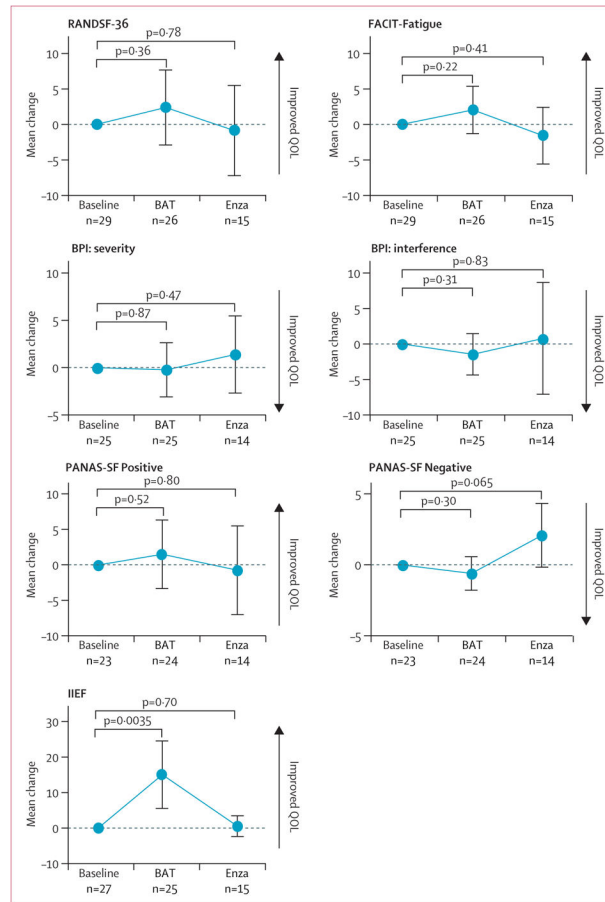 RANDSF-36
10
5
0
−5
−10
Mean change
p=0·78
p=0·36
Improved QOL
Baseline BAT Enza
n=29 n=26 n=15
FACIT-Fatigue
10
5
0
−5
−10
Mean change
p=0·41
p=0·22
Improved QOL
Baseline BAT Enza
n=29 n=26 n=15
BPI: severity
10
5
0
−5
Mean change
p=0·47
p=0·87
Improved QOL
Baseline BAT Enza
n=25 n=25 n=14
BPI: interference
10
5
0
−5
−10
Mean change
p=0·83
p=0·31
Improved QOL
Baseline BAT Enza
n=25 n=25 n=14
PANAS-SF Positive
10
5
0
−5
−10
Mean change
p=0·80
p=0·52
Improved QOL
Baseline BAT Enza
n=23 n=24 n=14
PANAS-SF Negative
5
0
−5
Mean change
p=0·065
p=0·30
Improved QOL
Baseline BAT Enza
n=23 n=24 n=14
IIEF
30
20
10
0
−10
Mean change
p=0·70
p=0·0035
Improved QOL
Baseline BAT Enza
n=27 n=25 n=15